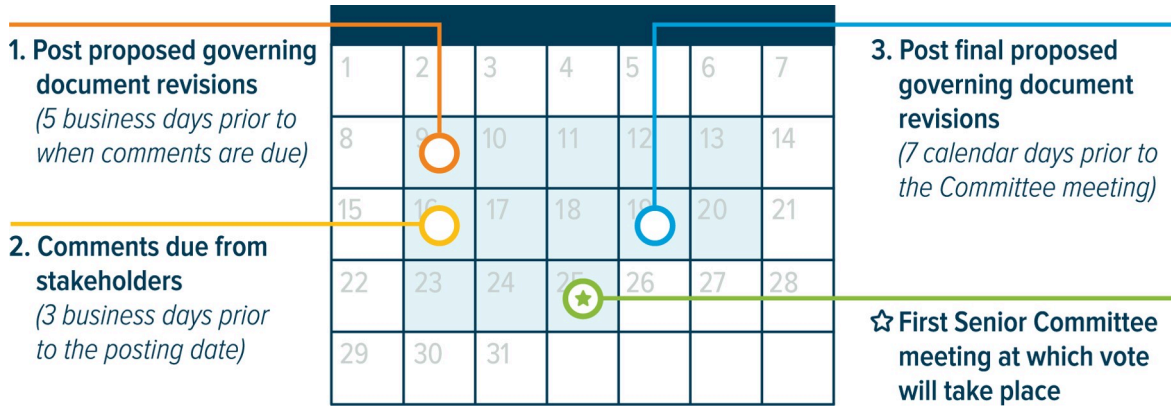 1. Post proposed governing
document revisions
(5 business days prior to
when comments are due)
2. Comments due from
stakeholders
(3 business days prior
to the posting date)
1 2 3 4 5 6 7
8 9 10 11 12 13 14
15 16 17 18 19 20 21
22 23 24 25 26 27 28
29 30 31
3. Post final proposed
governing document
revisions
(7 calendar days prior to
the Committee meeting)
First Senior Committee
meeting at which vote
will take place